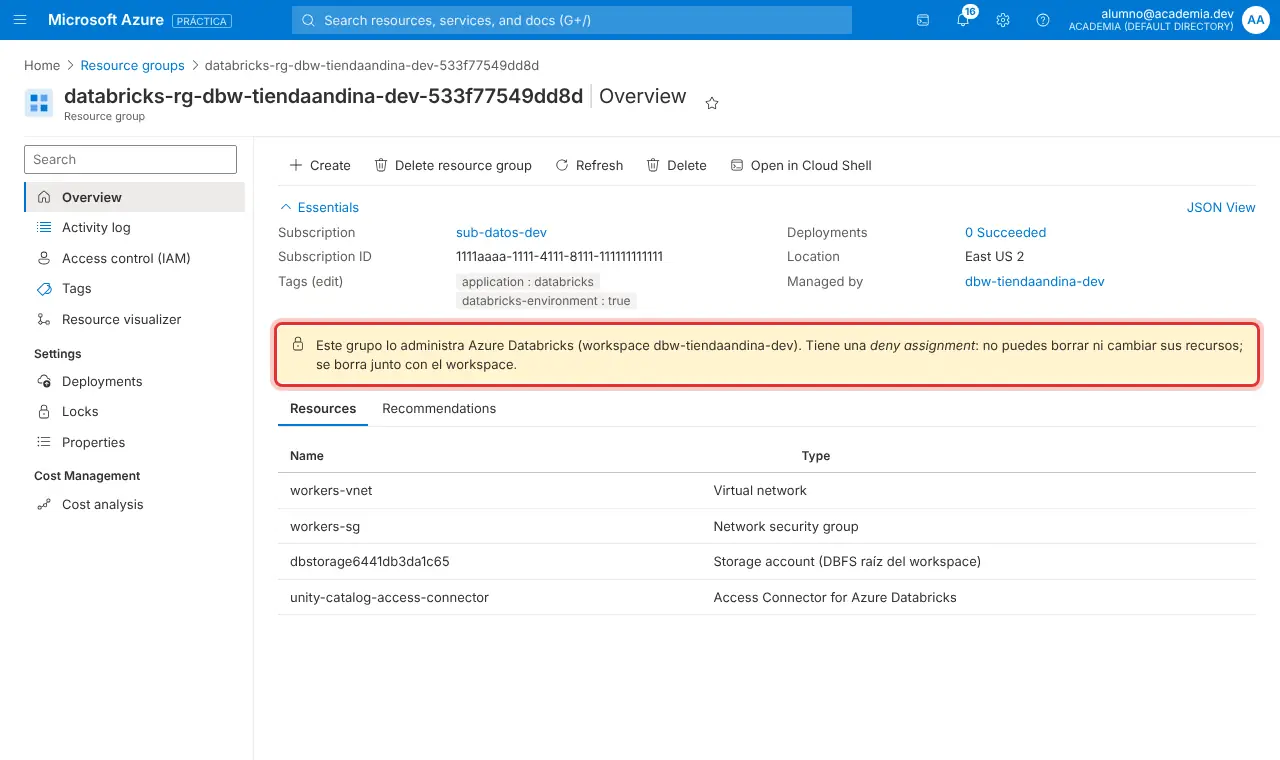 Microsoft Azure PRÁCTICA
Search resources, services, and docs (G+/)
16
alumno@academia.dev
ACADEMIA (DEFAULT DIRECTORY)
AA
Home > Resource groups > databricks-rg-dbw-tiendaandina-dev-533f77549dd8d
databricks-rg-dbw-tiendaandina-dev-533f77549dd8d | Overview
Resource group
Search
Overview
Activity log
Access control (IAM)
Tags
Resource visualizer
Settings
Deployments
Locks
Properties
Cost Management
Cost analysis
Create Delete resource group Refresh Delete Open in Cloud Shell
Essentials JSON View
Subscription sub-datos-dev Deployments 0 Succeeded
Subscription ID 1111aaaa-1111-4111-8111-111111111111 Location East US 2
Tags (edit) application : databricks Managed by dbw-tiendaandina-dev
databricks-environment : true
Este grupo lo administra Azure Databricks (workspace dbw-tiendaandina-dev). Tiene una deny assignment: no puedes borrar ni cambiar sus recursos;
se borra junto con el workspace.
Resources Recommendations
Name Type
workers-vnet Virtual network
workers-sg Network security group
dbstorage6441db3da1c65 Storage account (DBFS raíz del workspace)
unity-catalog-access-connector Access Connector for Azure Databricks